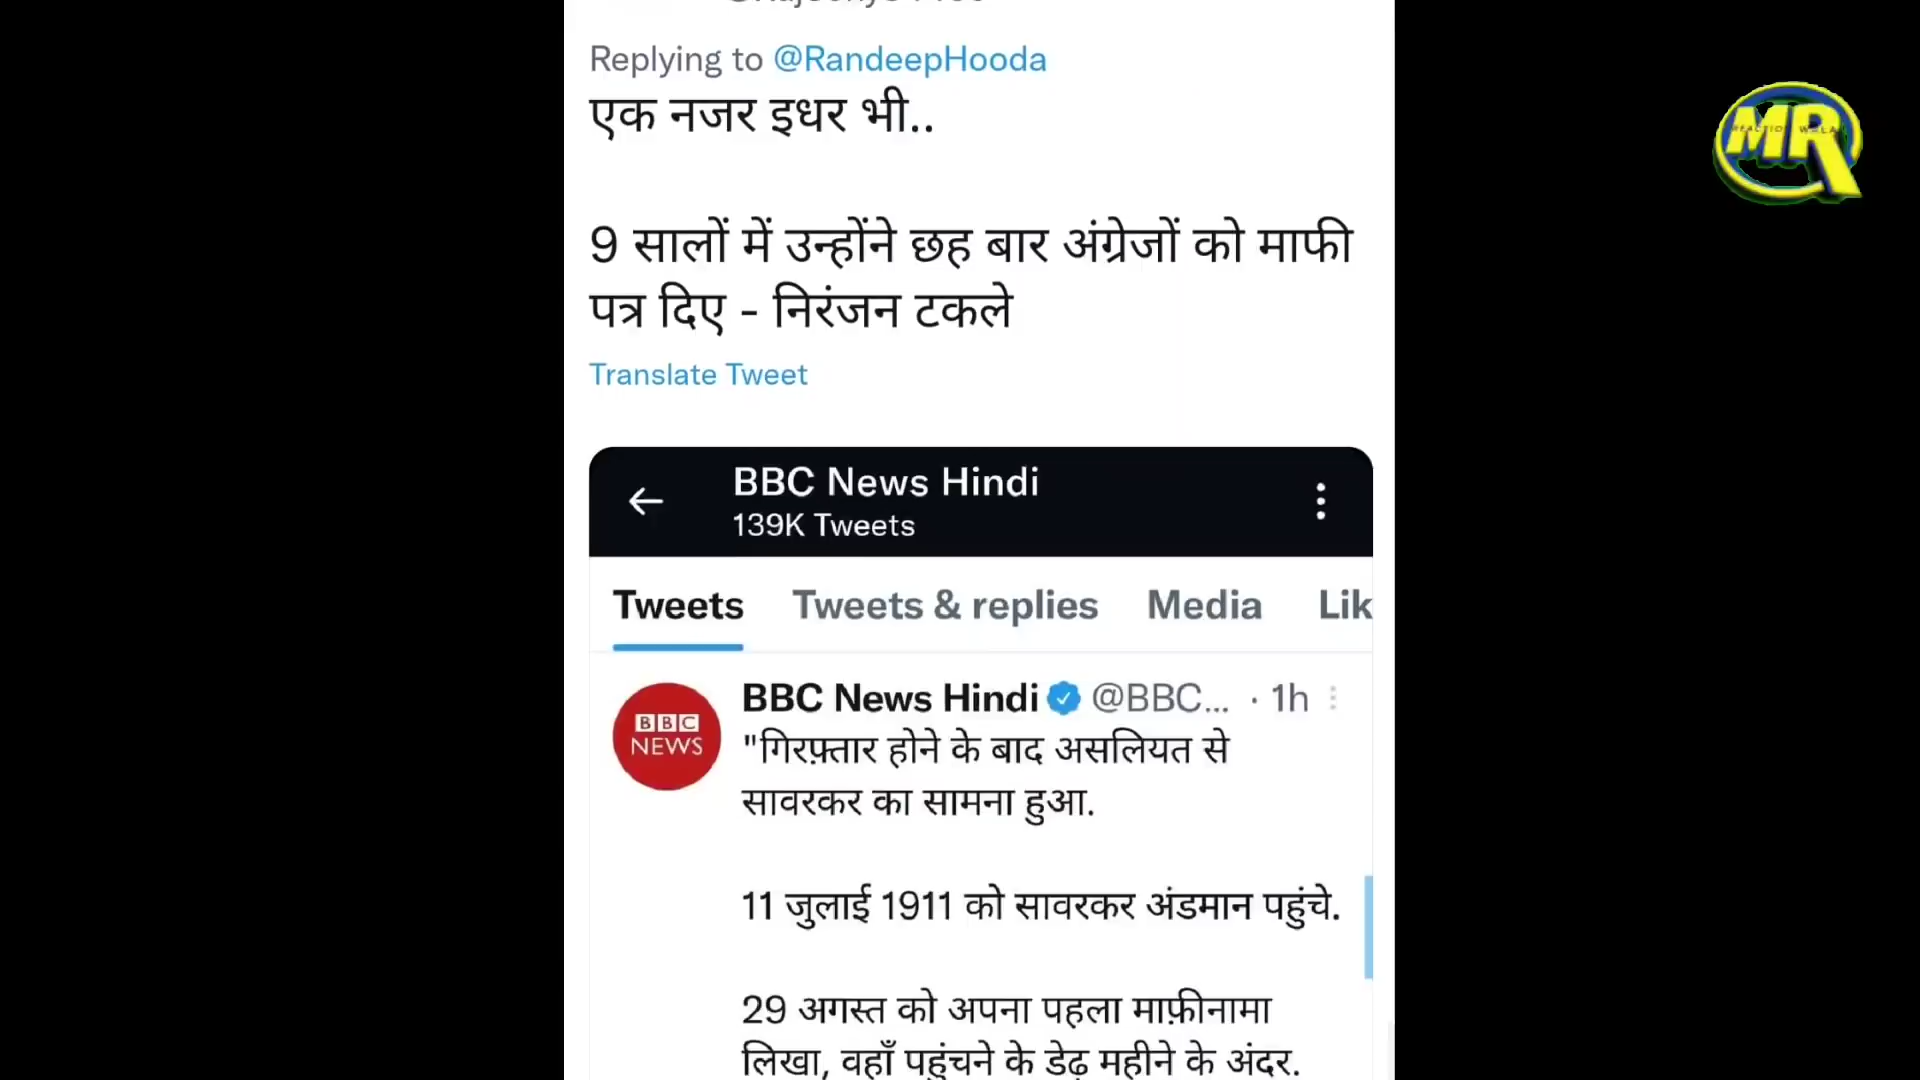 Replying to @RandeepHooda
एक नजर इधर भी..
9 सालों में उन्होंने छह बार अंग्रेजों को माफी
पत्र दिए - निरंजन टकले
Translate Tweet
BBC News Hindi
139K Tweets
Tweets Tweets & replies Media Lik
BBC News Hindi @BBC... · 1h
BBC
NEWS
"गिरफ़्तार होने के बाद असलियत से
सावरकर का सामना हुआ.
11 जुलाई 1911 को सावरकर अंडमान पहुंचे.
29 अगस्त को अपना पहला माफ़ीनामा
लिखा, वहाँ पहुंचने के डेढ़ महीने के अंदर.
MR
REACTION WALA